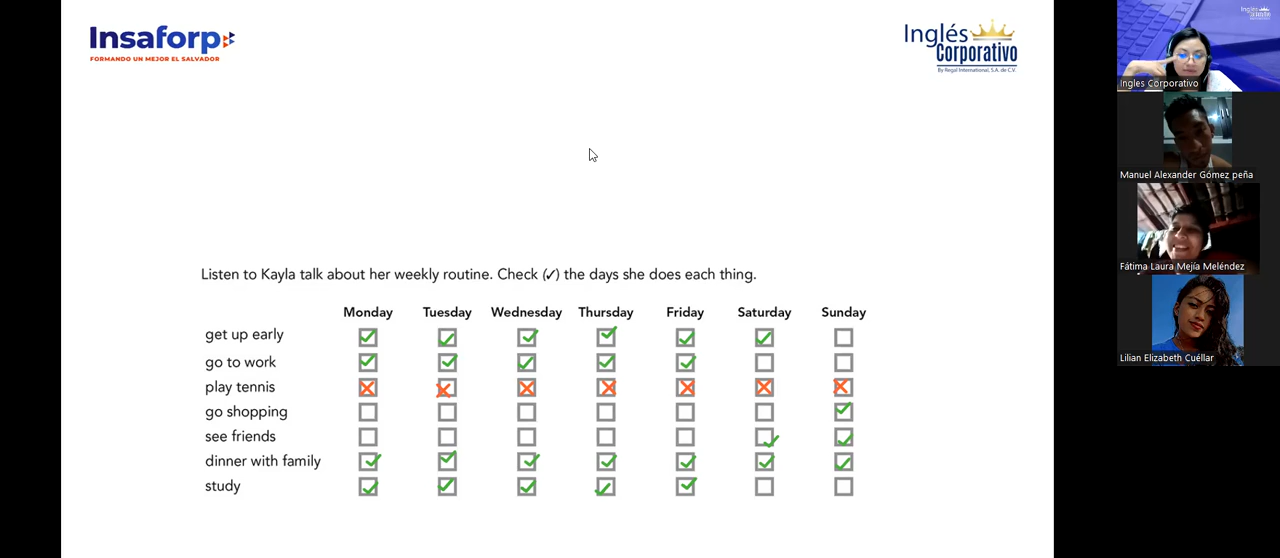 Insaforp
FORMANDO UN MEJOR EL SALVADOR
Inglés
Corporativo
By Regal International, S.A. de C.V.
Listen to Kayla talk about her weekly routine. Check (✓) the days she does each thing.
Monday Tuesday Wednesday Thursday Friday Saturday Sunday
get up early
go to work
play tennis
go shopping
see friends
dinner with family
study
Ingles Corporativo
Manuel Alexander Gómez peña
Fátima Laura Mejía Meléndez
Lilian Elizabeth Cuéllar